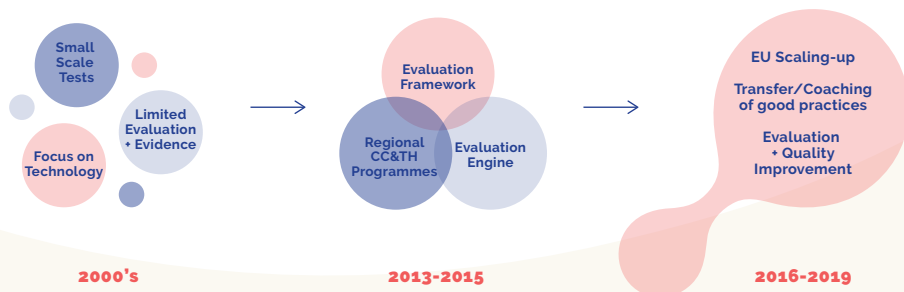 Small
Scale
Tests
Limited
Evaluation
+ Evidence
Focus on
Technology
2000's
Evaluation
Framework
Regional
CC&TH
Programmes
Evaluation
Engine
2013-2015
EU Scaling-up
Transfer/Coaching
of good practices
Evaluation
+ Quality
Improvement
2016-2019